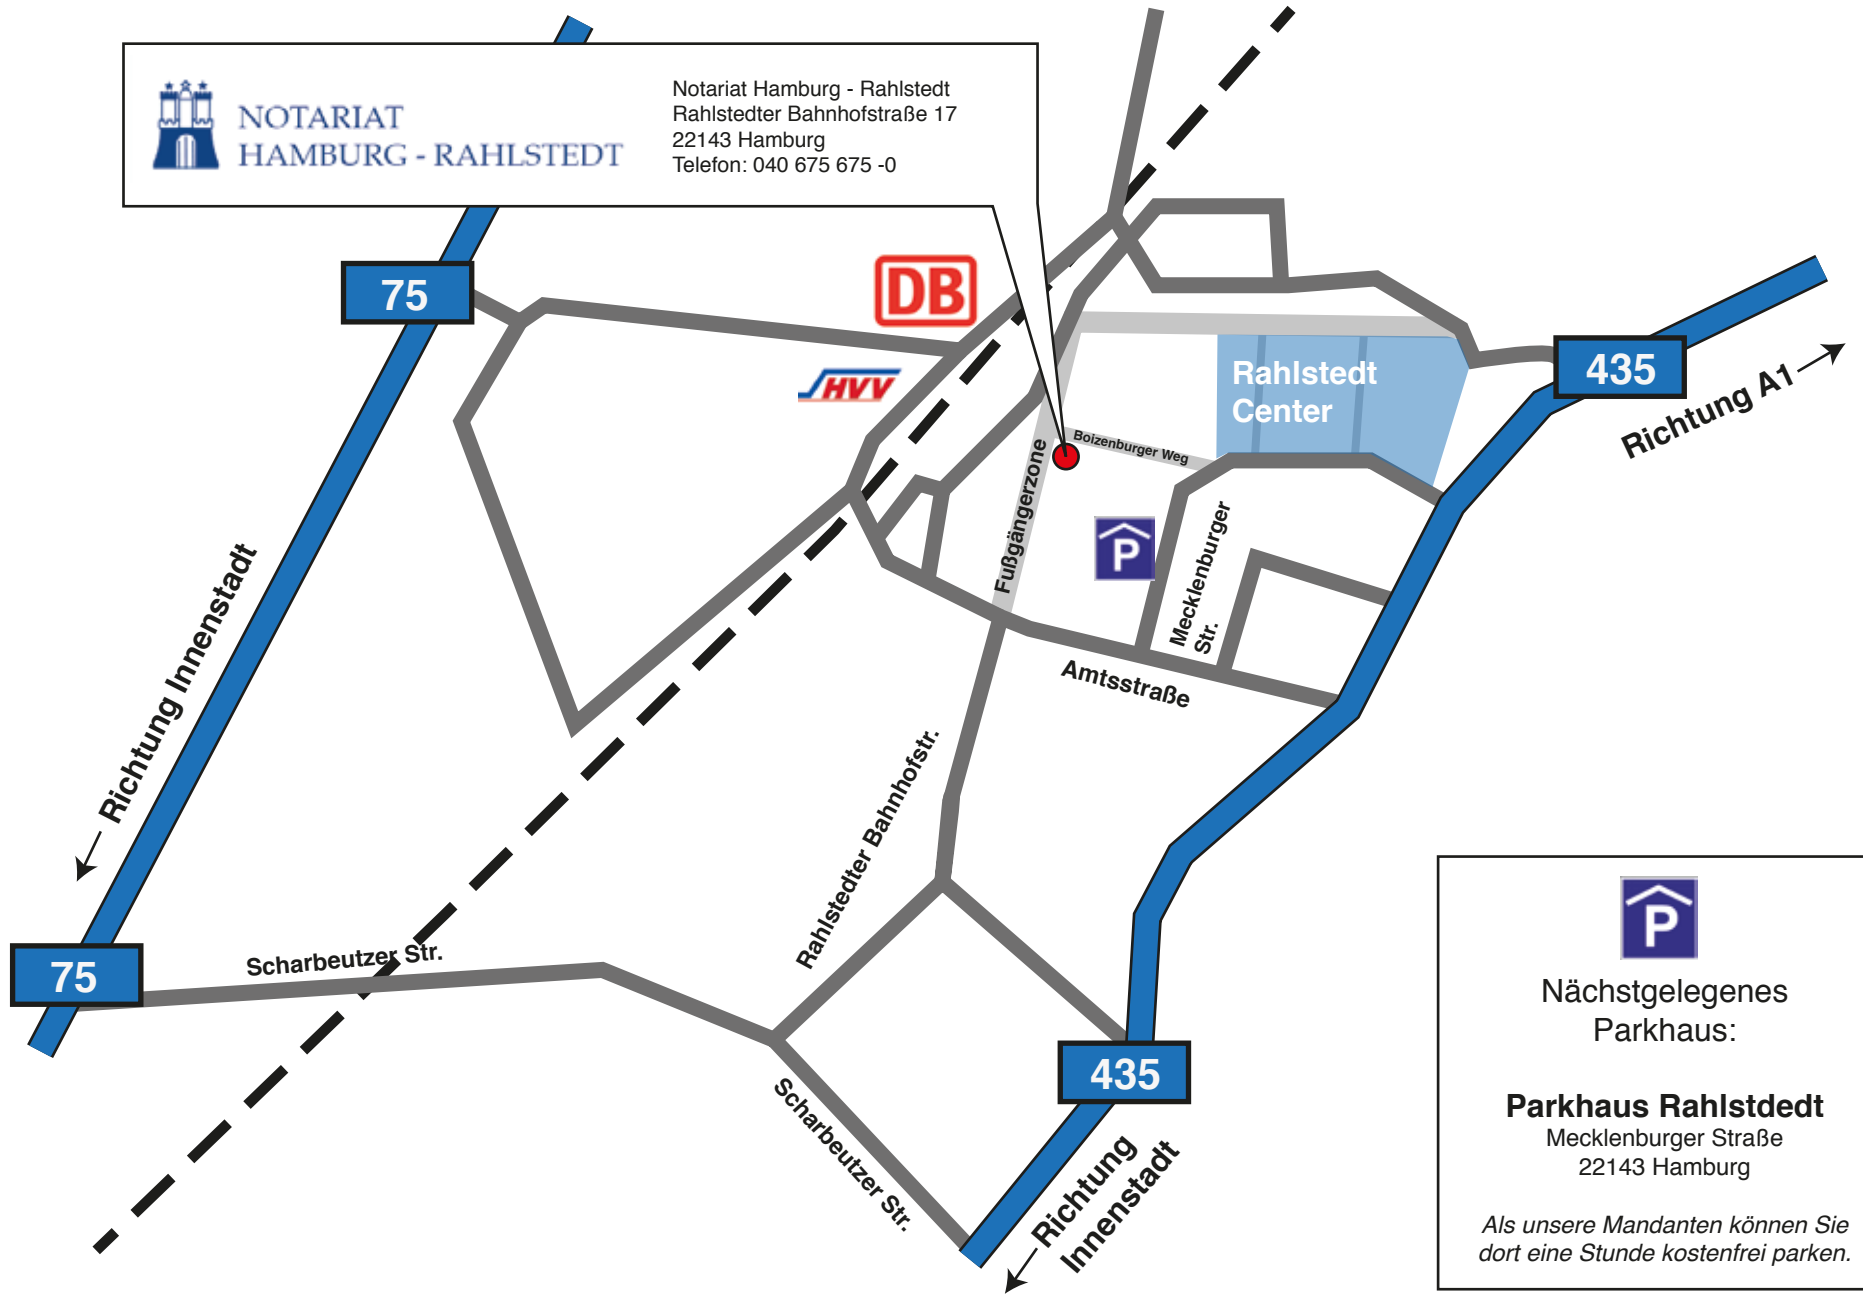 NOTARIAT
HAMBURG - RAHLSTEDT
Notariat Hamburg - Rahlstedt
Rahlstedter Bahnhofstraße 17
22143 Hamburg
Telefon: 040 675 675 -0
75
DB
HVV
Rahlstedt
Center
435
Richtung A1
Boizenburger Weg
Fußgängerzone
P
Mecklenburger
Str.
Amtsstraße
Richtung Innenstadt
Rahlstedter Bahnhofstr.
75
Scharbeutzer Str.
Scharbeutzer Str.
435
Richtung
Innenstadt
P
Nächstgelegenes
Parkhaus:
Parkhaus Rahlstdedt
Mecklenburger Straße
22143 Hamburg
Als unsere Mandanten können Sie
dort eine Stunde kostenfrei parken.